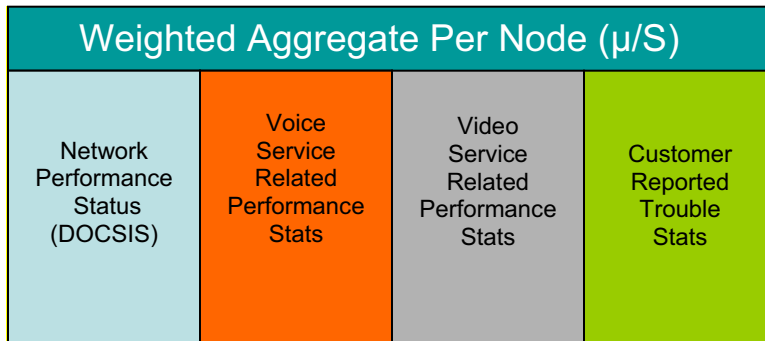 Weighted Aggregate Per Node (μ/S)
Network
Performance
Status
(DOCSIS)
Voice
Service
Related
Performance
Stats
Video
Service
Related
Performance
Stats
Customer
Reported
Trouble
Stats